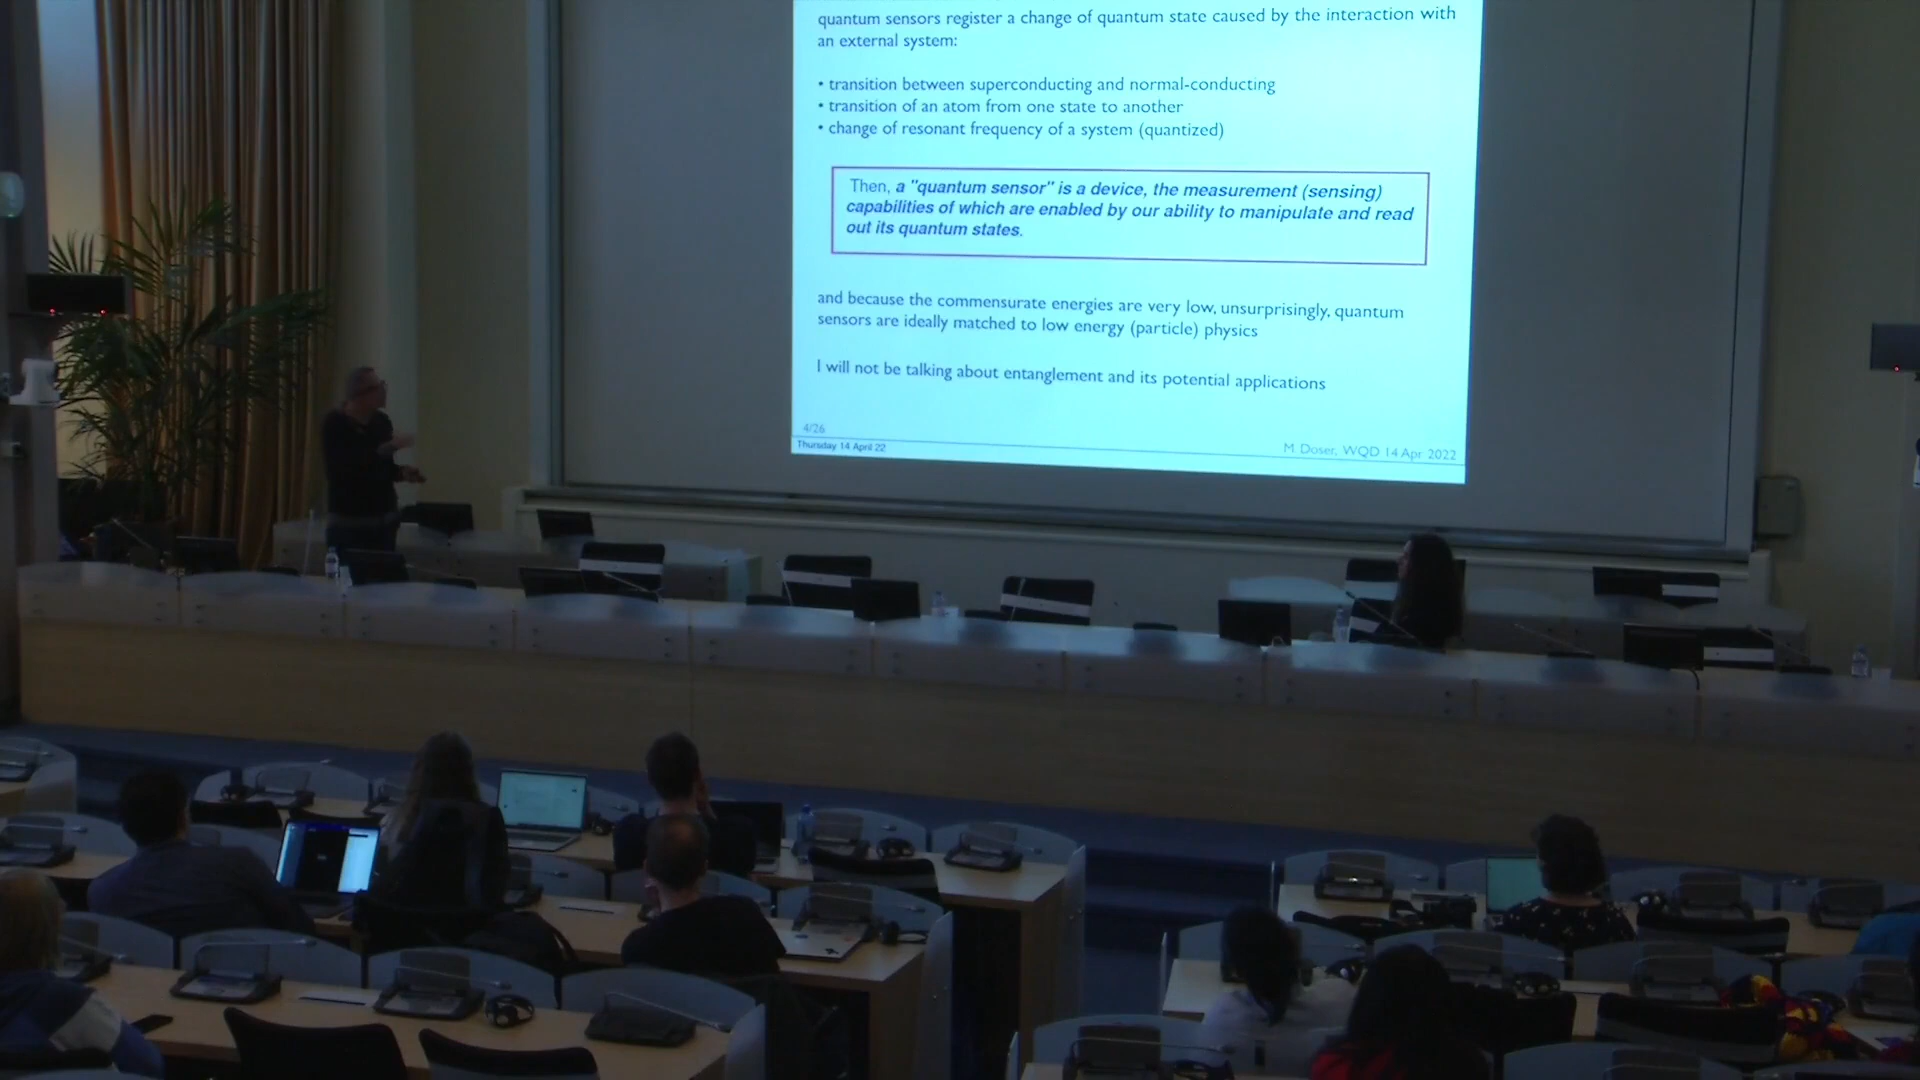 quantum sensors register a change of quantum state caused by the interaction with
an external system:
• transition between superconducting and normal-conducting
• transition of an atom from one state to another
• change of resonant frequency of a system (quantized)
Then, a "quantum sensor" is a device, the measurement (sensing)
capabilities of which are enabled by our ability to manipulate and read
out its quantum states.
and because the commensurate energies are very low, unsurprisingly, quantum
sensors are ideally matched to low energy (particle) physics
I will not be talking about entanglement and its potential applications
4/26
Thursday 14 April 22
M. Doser, WQD 14 Apr 2022